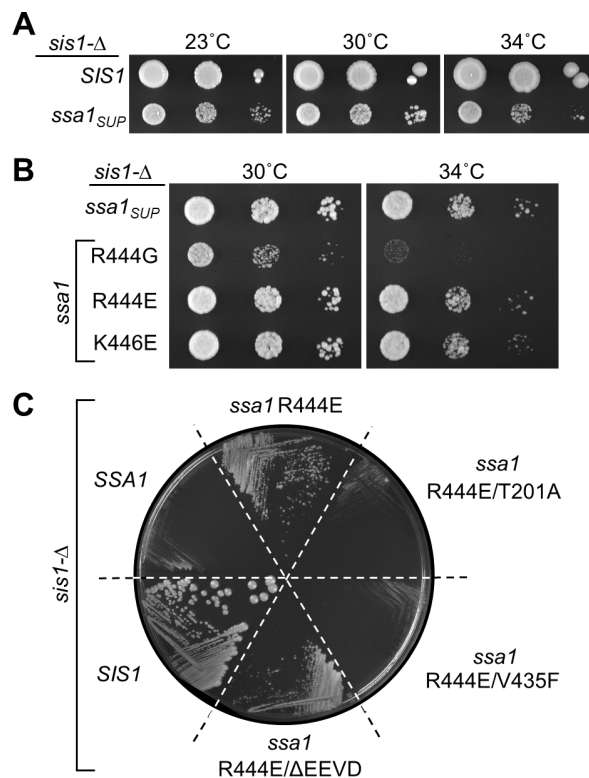 A
sis1-Δ 23˚C 30˚C 34˚C
SIS1
ssa1SUP
B
sis1-Δ 30˚C 34˚C
ssa1SUP
ssa1
R444G
R444E
K446E
C
sis1-Δ
ssa1 R444E
SSA1
ssa1
R444E/T201A
SIS1
ssa1
R444E/V435F
ssa1
R444E/ΔEEVD